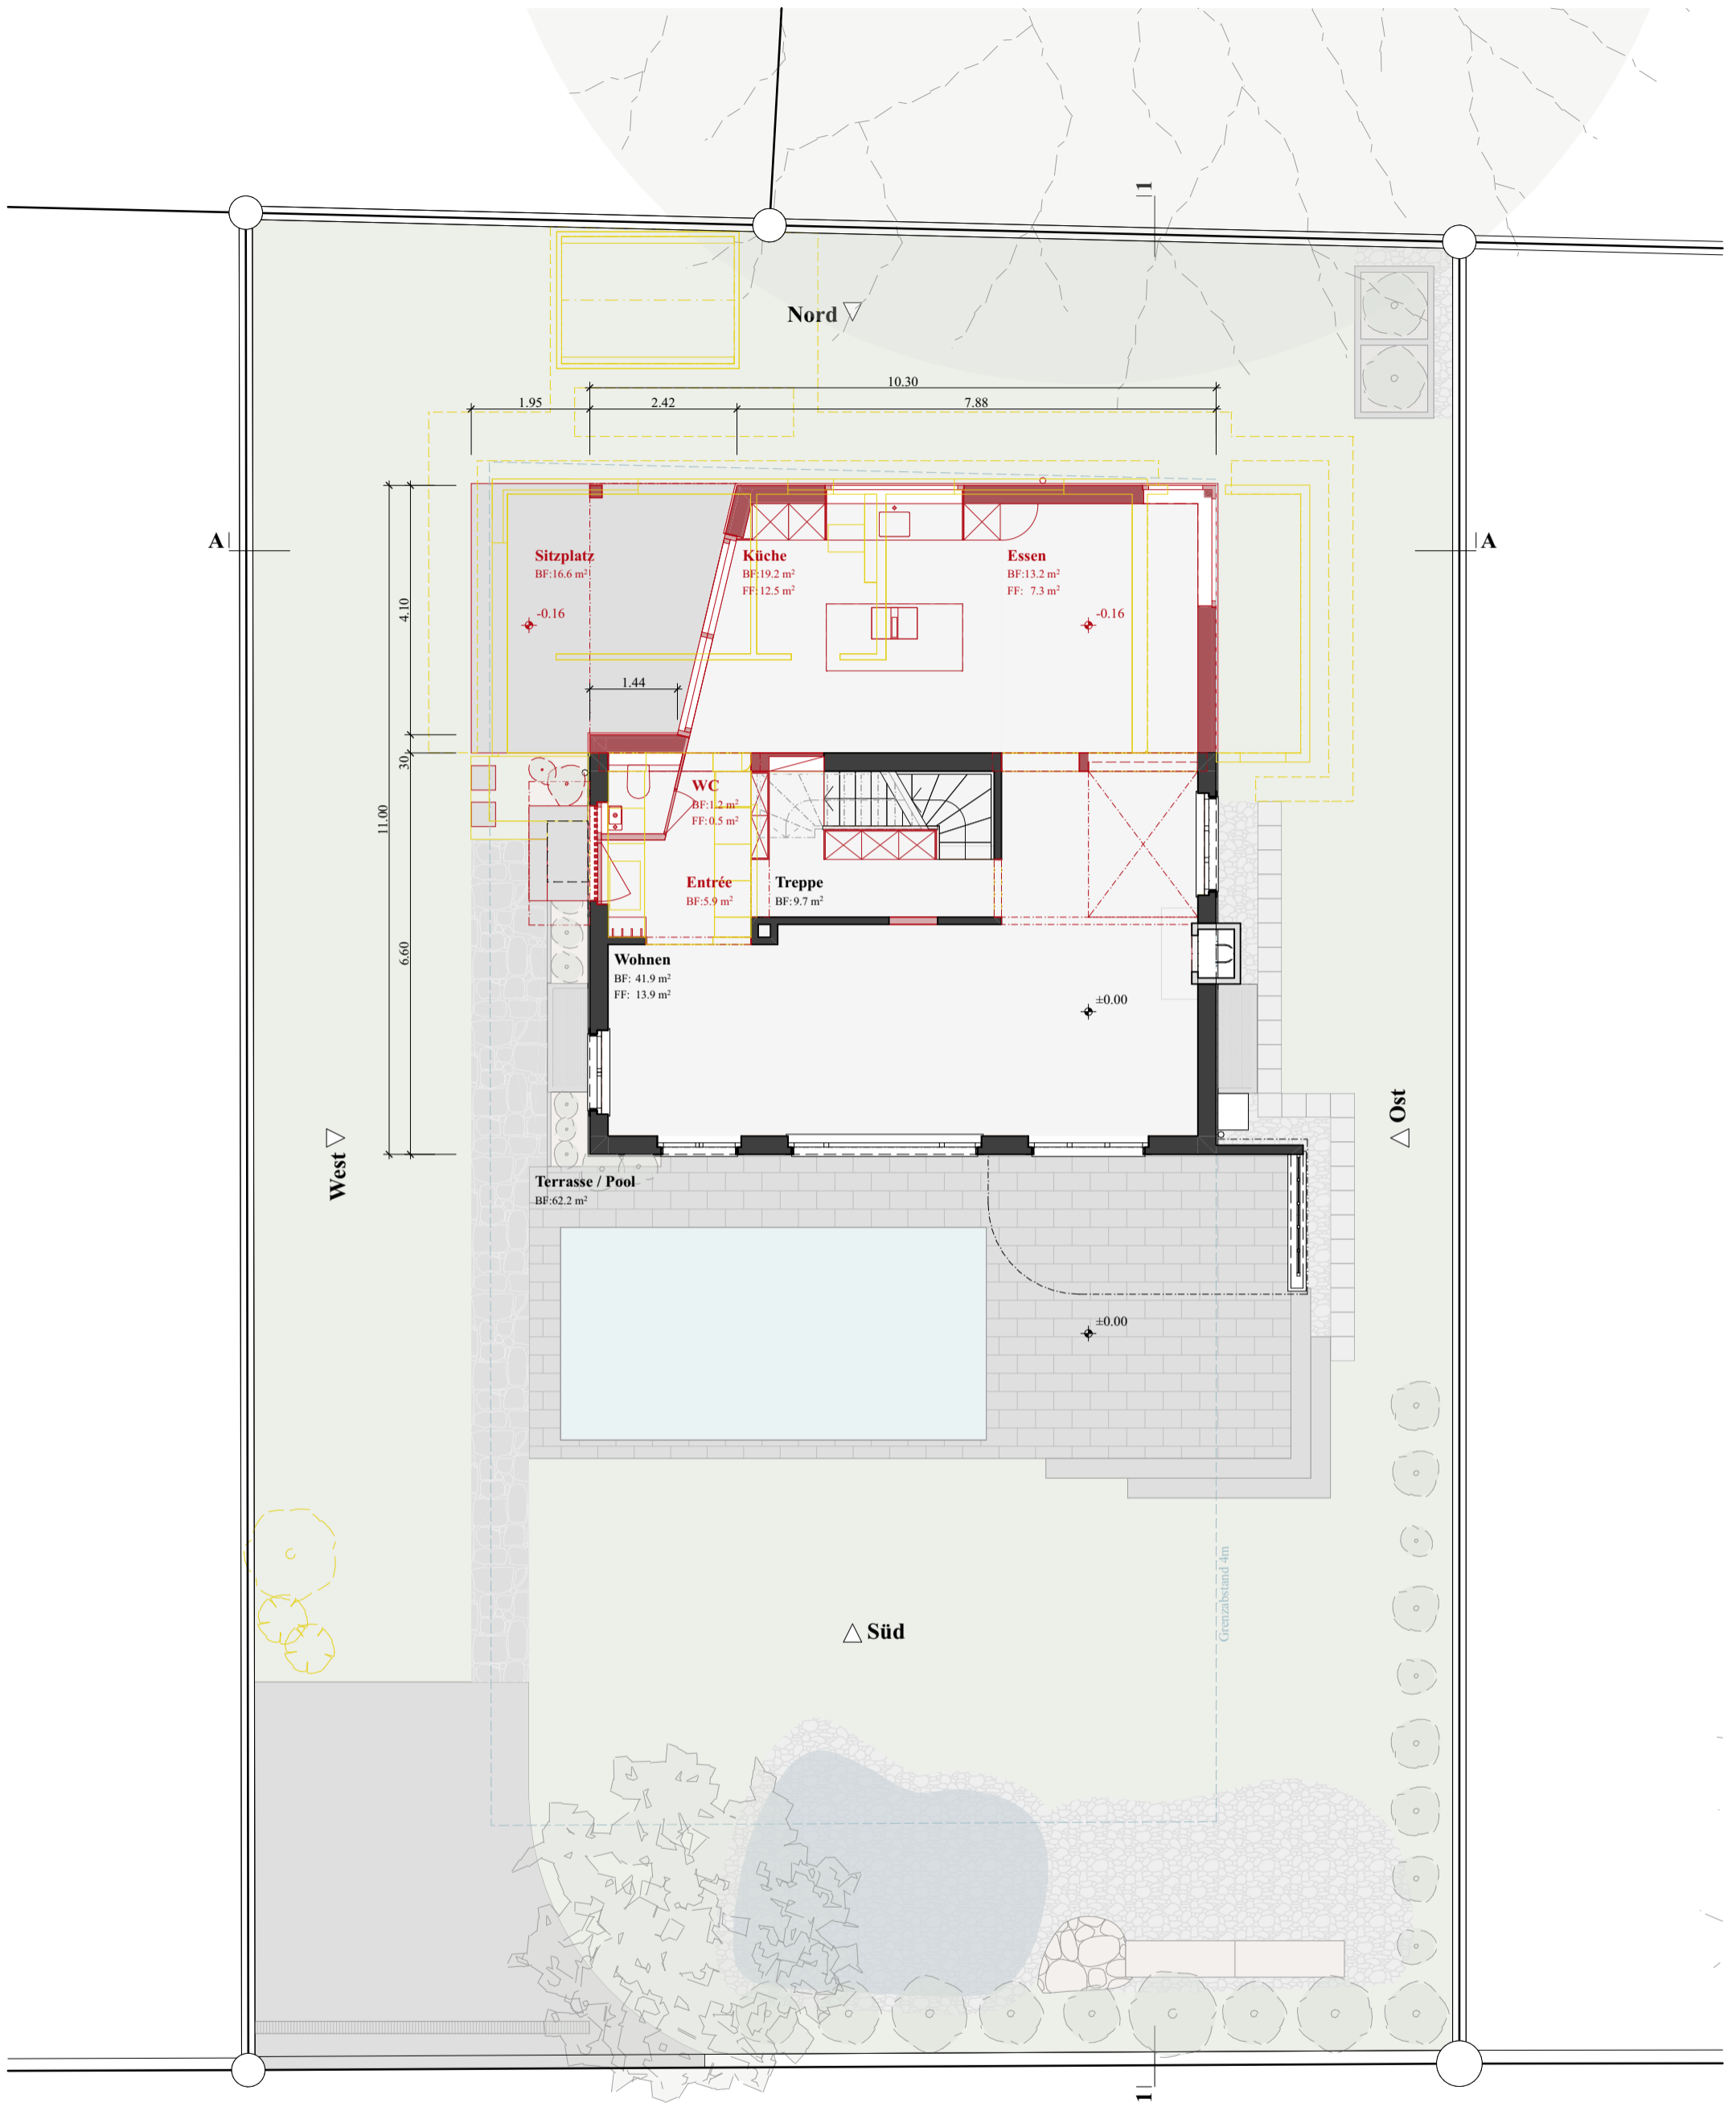 1
Nord
10.30
1.95
2.42
7.88
A
A
Sitzplatz
BF:16.6 m²
-0.16
Küche
BF:19.2 m²
FF:12.5 m²
Essen
BF:13.2 m²
FF: 7.3 m²
-0.16
4.10
1.44
30
11.00
6.60
WC
BF:1.2 m²
FF:0.5 m²
Entrée
BF:5.9 m²
Treppe
BF:9.7 m²
Wohnen
BF: 41.9 m²
FF: 13.9 m²
±0.00
West
Ost
Terrasse / Pool
BF:62.2 m²
±0.00
Grenzabstand 4m
Süd
1